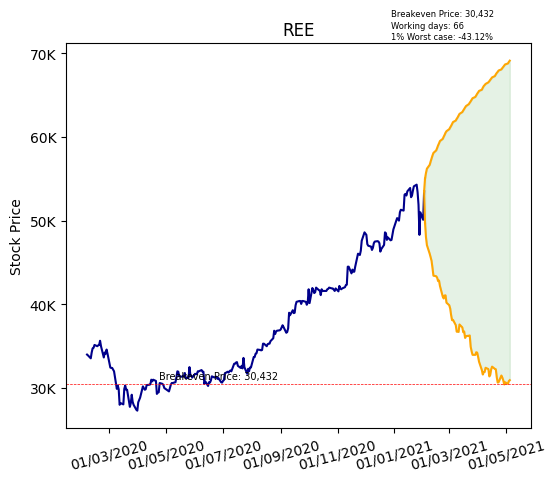 Breakeven Price: 30,432
Working days: 66
1% Worst case: -43.12%
REE
70K
60K
50K
40K
30K
Stock Price
Breakeven Price: 30,432
01/03/2020
01/05/2020
01/07/2020
01/09/2020
01/11/2020
01/01/2021
01/03/2021
01/05/2021